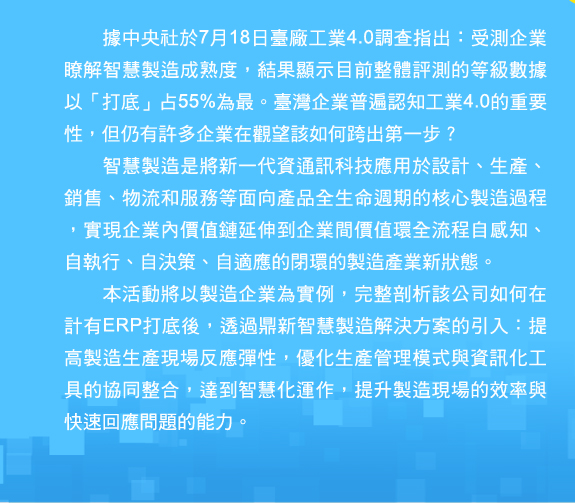 據中央社於7月18日臺廠工業4.0調查指出：受測企業
瞭解智慧製造成熟度，結果顯示目前整體評測的等級數據
以「打底」占55%為最。臺灣企業普遍認知工業4.0的重要
性，但仍有許多企業在觀望該如何跨出第一步？
智慧製造是將新一代資通訊科技應用於設計、生產、
銷售、物流和服務等面向產品全生命週期的核心製造過程
，實現企業內價值鏈延伸到企業間價值環全流程自感知、
自執行、自決策、自適應的閉環的製造產業新狀態。
本活動將以製造企業為實例，完整剖析該公司如何在
計有ERP打底後，透過鼎新智慧製造解決方案的引入：提
高製造生產現場反應彈性，優化生產管理模式與資訊化工
具的協同整合，達到智慧化運作，提升製造現場的效率與
快速回應問題的能力。